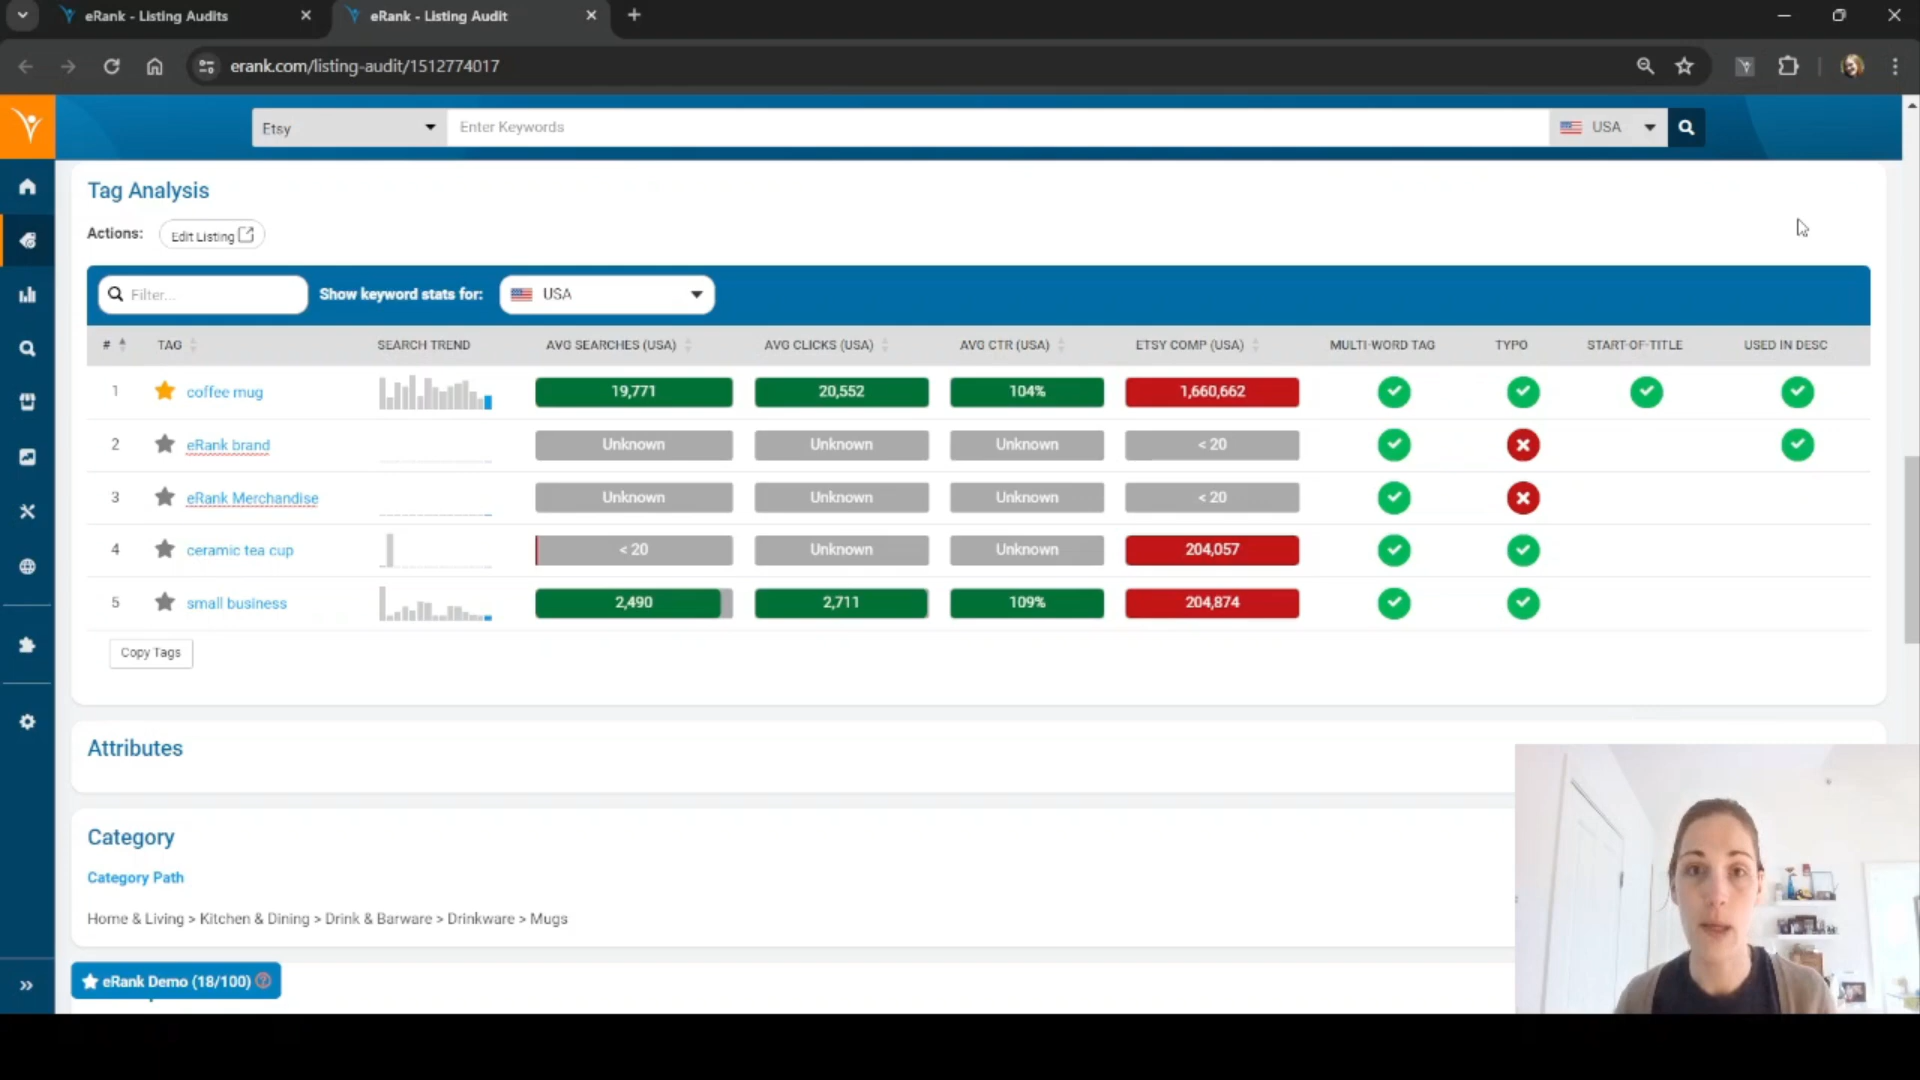 eRank - Listing Audits
eRank - Listing Audit
erank.com/listing-audit/1512774017
Etsy
Enter Keywords
USA
Tag Analysis
Actions:
Edit Listing
Filter...
Show keyword stats for:
USA
# TAG SEARCH TREND AVG SEARCHES (USA) AVG CLICKS (USA) AVG CTR (USA) ETSY COMP (USA) MULTI-WORD TAG TYPO START-OF-TITLE USED IN DESC
1 coffee mug 19,771 20,552 104% 1,660,662
2 eRank brand Unknown Unknown Unknown < 20
3 eRank Merchandise Unknown Unknown Unknown < 20
4 ceramic tea cup < 20 Unknown Unknown 204,057
5 small business 2,490 2,711 109% 204,874
Copy Tags
Attributes
Category
Category Path
Home & Living > Kitchen & Dining > Drink & Barware > Drinkware > Mugs
eRank Demo (18/100)